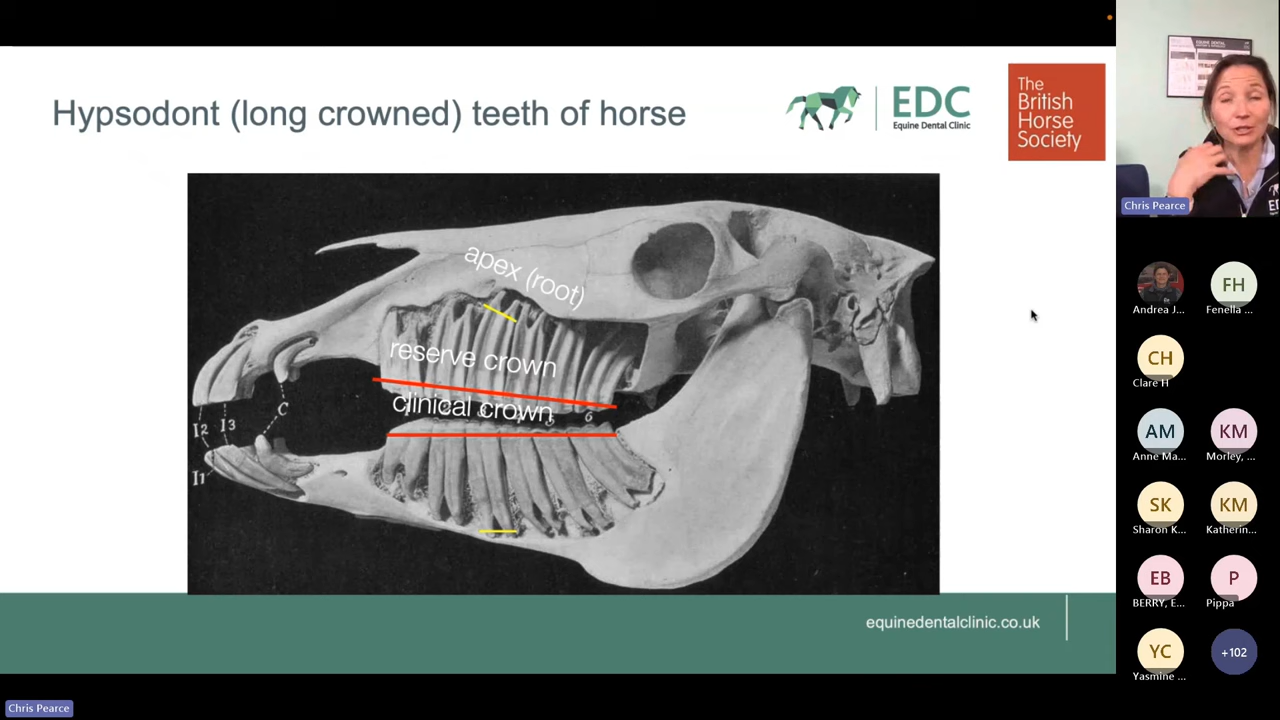 Hypsodont (long crowned) teeth of horse
EDC
Equine Dental Clinic
The
British
Horse
Society
apex (root)
reserve crown
clinical crown
6
I2 I3
C
I1
equinedentalclinic.co.uk
Chris Pearce
Andrea J...
FH
Fenella ...
CH
Clare H
AM
Anne Ma...
KM
Morley, ...
SK
Sharon K...
KM
Katherin...
EB
BERRY, E...
P
Pippa
YC
Yasmine ...
+102
Chris Pearce